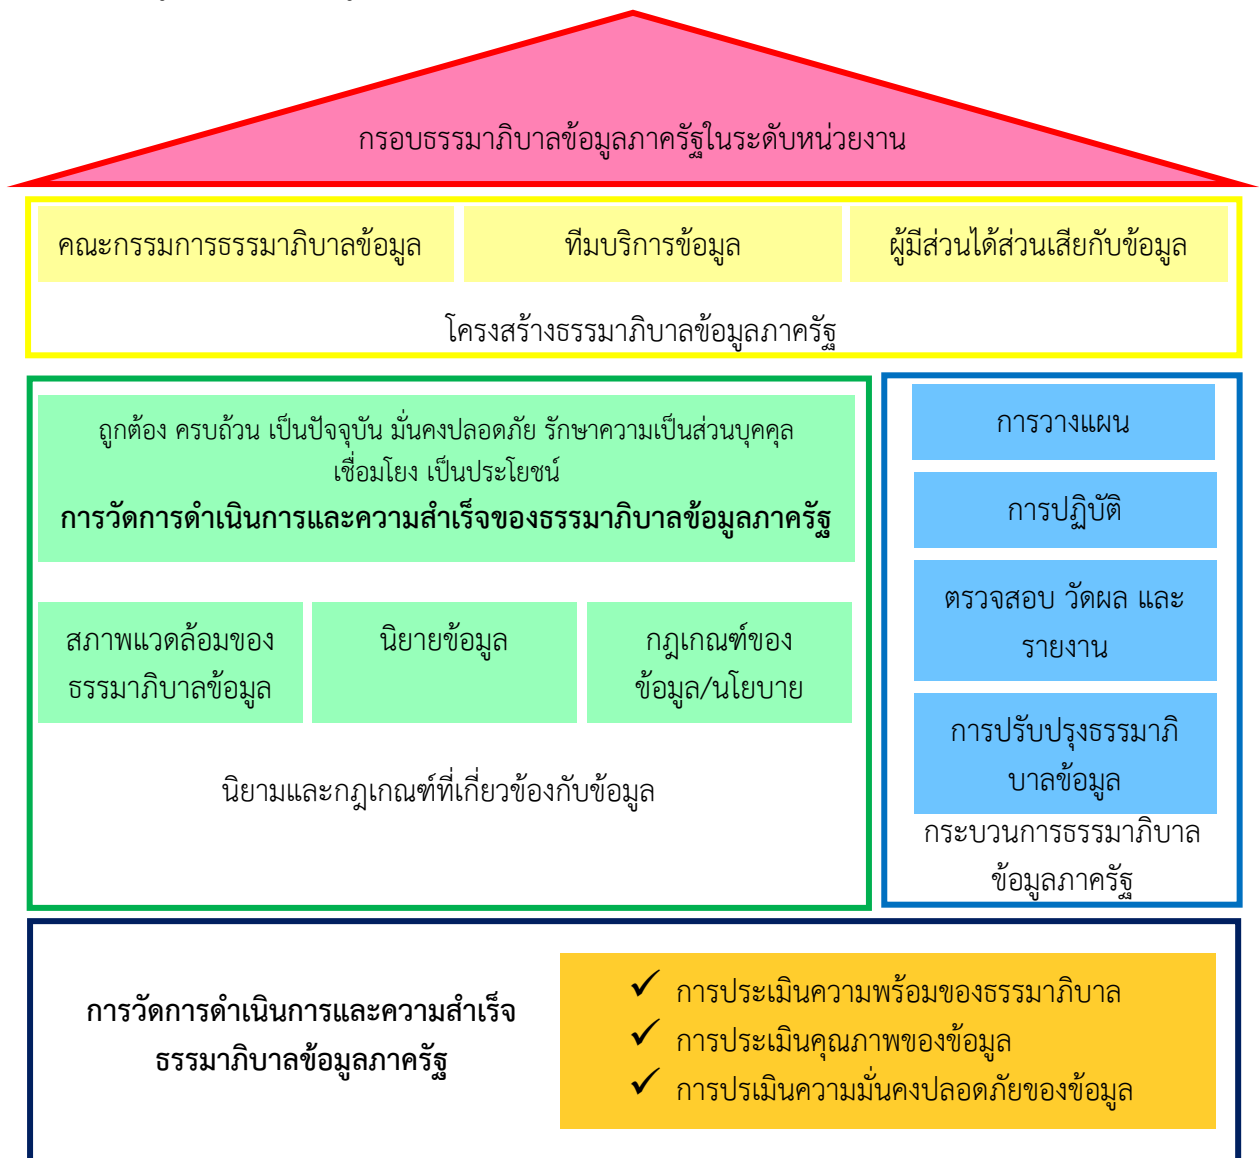 กรอบธรรมาภิบาลข้อมูลภาครัฐในระดับหน่วยงาน
คณะกรรมการธรรมาภิบาลข้อมูล
ทีมบริการข้อมูล
ผู้มีส่วนได้ส่วนเสียกับข้อมูล
โครงสร้างธรรมาภิบาลข้อมูลภาครัฐ
ถูกต้อง ครบถ้วน เป็นปัจจุบัน มั่นคงปลอดภัย รักษาความเป็นส่วนบุคคุล
เชื่อมโยง เป็นประโยชน์
การวัดการดำเนินการและความสำเร็จของธรรมาภิบาลข้อมูลภาครัฐ
สภาพแวดล้อมของ
ธรรมาภิบาลข้อมูล
นิยายข้อมูล
กฎเกณฑ์ของ
ข้อมูล/นโยบาย
นิยามและกฎเกณฑ์ที่เกี่ยวข้องกับข้อมูล
การวางแผน
การปฏิบัติ
ตรวจสอบ วัดผล และ
รายงาน
การปรับปรุงธรรมาภิ
บาลข้อมูล
กระบวนการธรรมาภิบาล
ข้อมูลภาครัฐ
การวัดการดำเนินการและความสำเร็จ
ธรรมาภิบาลข้อมูลภาครัฐ
✓ การประเมินความพร้อมของธรรมาภิบาล
✓ การประเมินคุณภาพของข้อมูล
✓ การปรเมินความมั่นคงปลอดภัยของข้อมูล